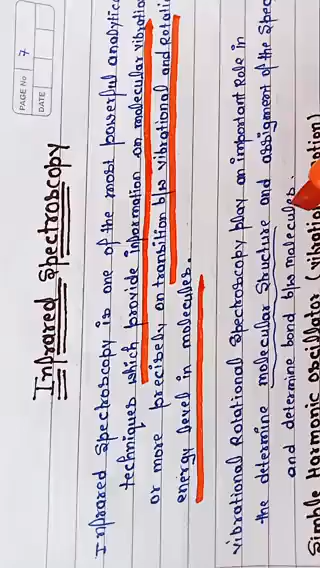 PAGE No 7
DATE
Infrared Spectroscopy
Infrared Spectroscopy is one of the most powerful analytic
techniques which provide information on molecular vibratio
or more precisely on transition b/w vibrational and Rotati
energy level in molecules.
Vibrational Rotational Spectroscopy play an important Role in
the determine molecular structure and assignment of the Spec
and determine bond b/w molecules.
Simple Harmonic oscillator (vibratio